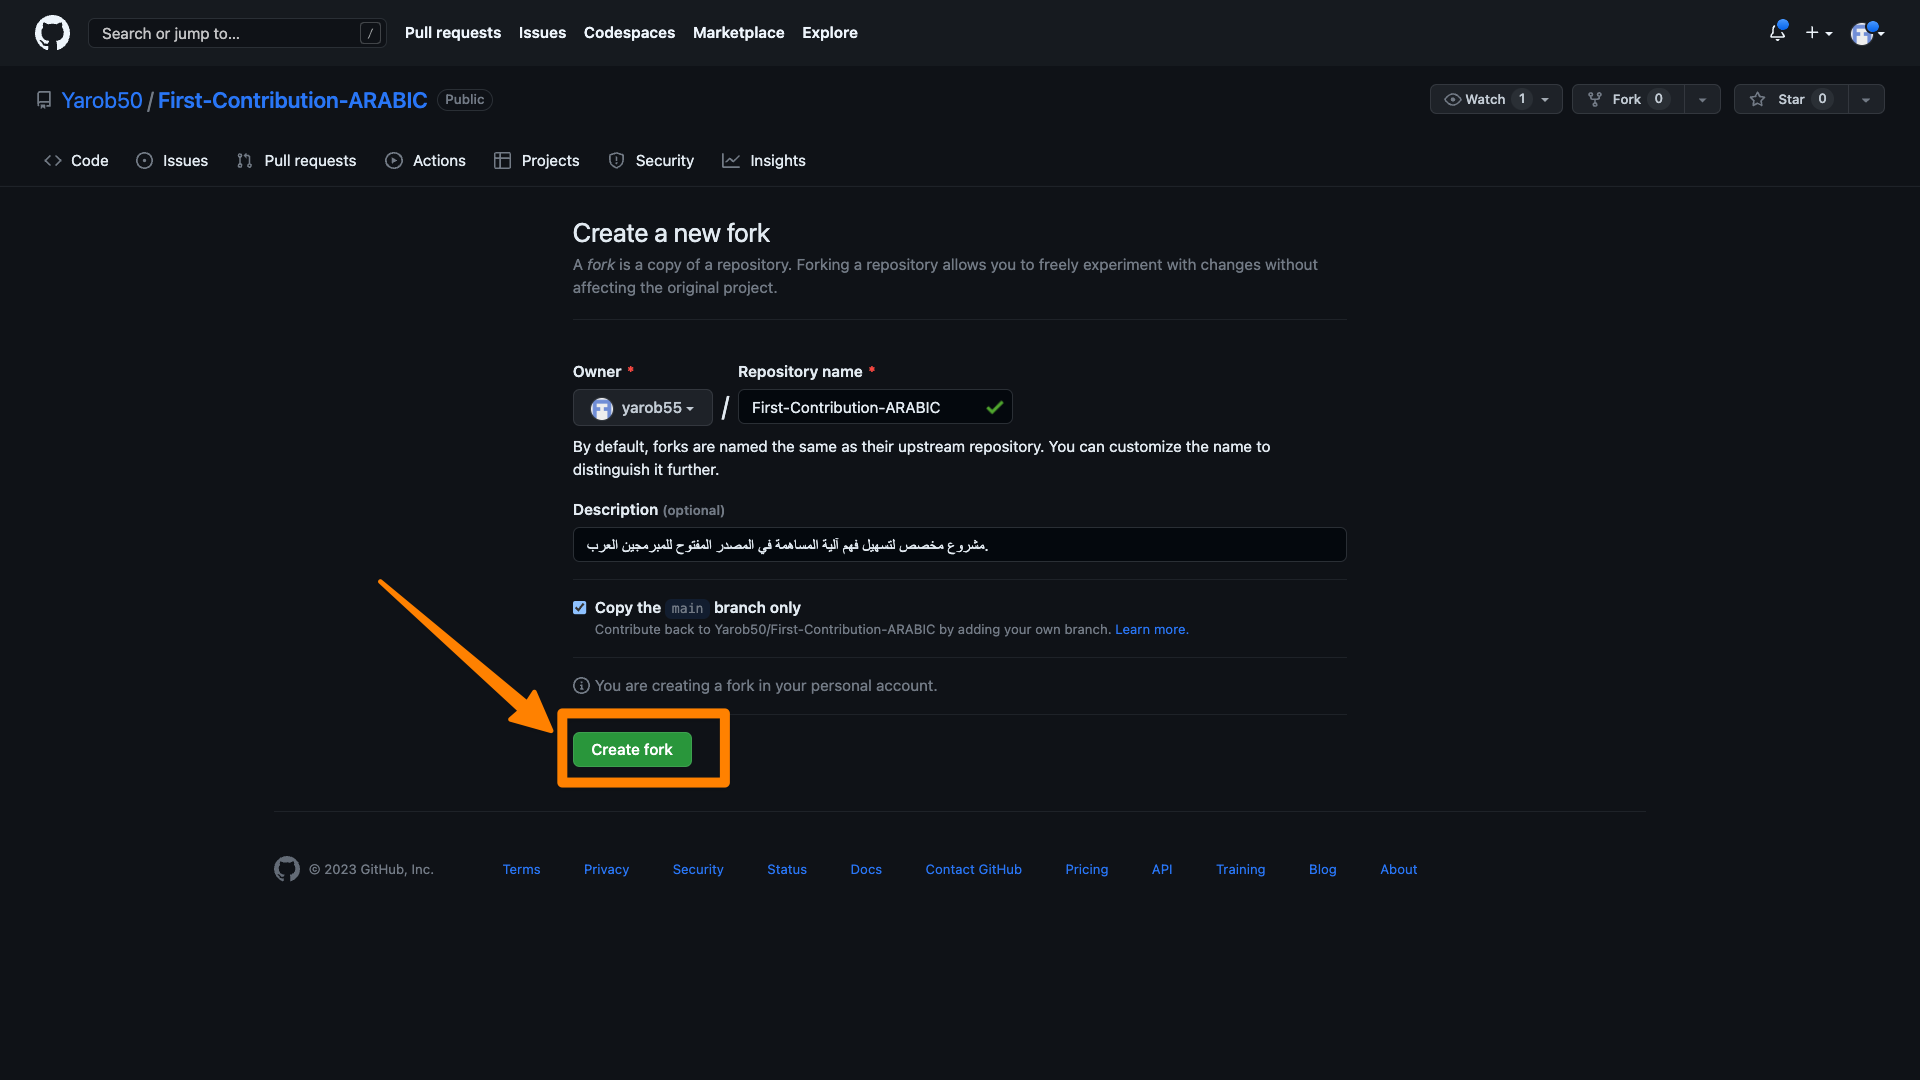 Search or jump to...
/
Pull requests
Issues
Codespaces
Marketplace
Explore
Yarob50 / First-Contribution-ARABIC
Public
Watch 1
Fork 0
Star 0
Code
Issues
Pull requests
Actions
Projects
Security
Insights
Create a new fork
A fork is a copy of a repository. Forking a repository allows you to freely experiment with changes without
affecting the original project.
Owner *
Repository name *
yarob55
/
First-Contribution-ARABIC
By default, forks are named the same as their upstream repository. You can customize the name to
distinguish it further.
Description (optional)
مشروع مخصص لتسهيل فهم آلية المساهمة في المصدر المفتوح للمبرمجين العرب.
Copy the main branch only
Contribute back to Yarob50/First-Contribution-ARABIC by adding your own branch. Learn more.
You are creating a fork in your personal account.
Create fork
© 2023 GitHub, Inc.
Terms
Privacy
Security
Status
Docs
Contact GitHub
Pricing
API
Training
Blog
About